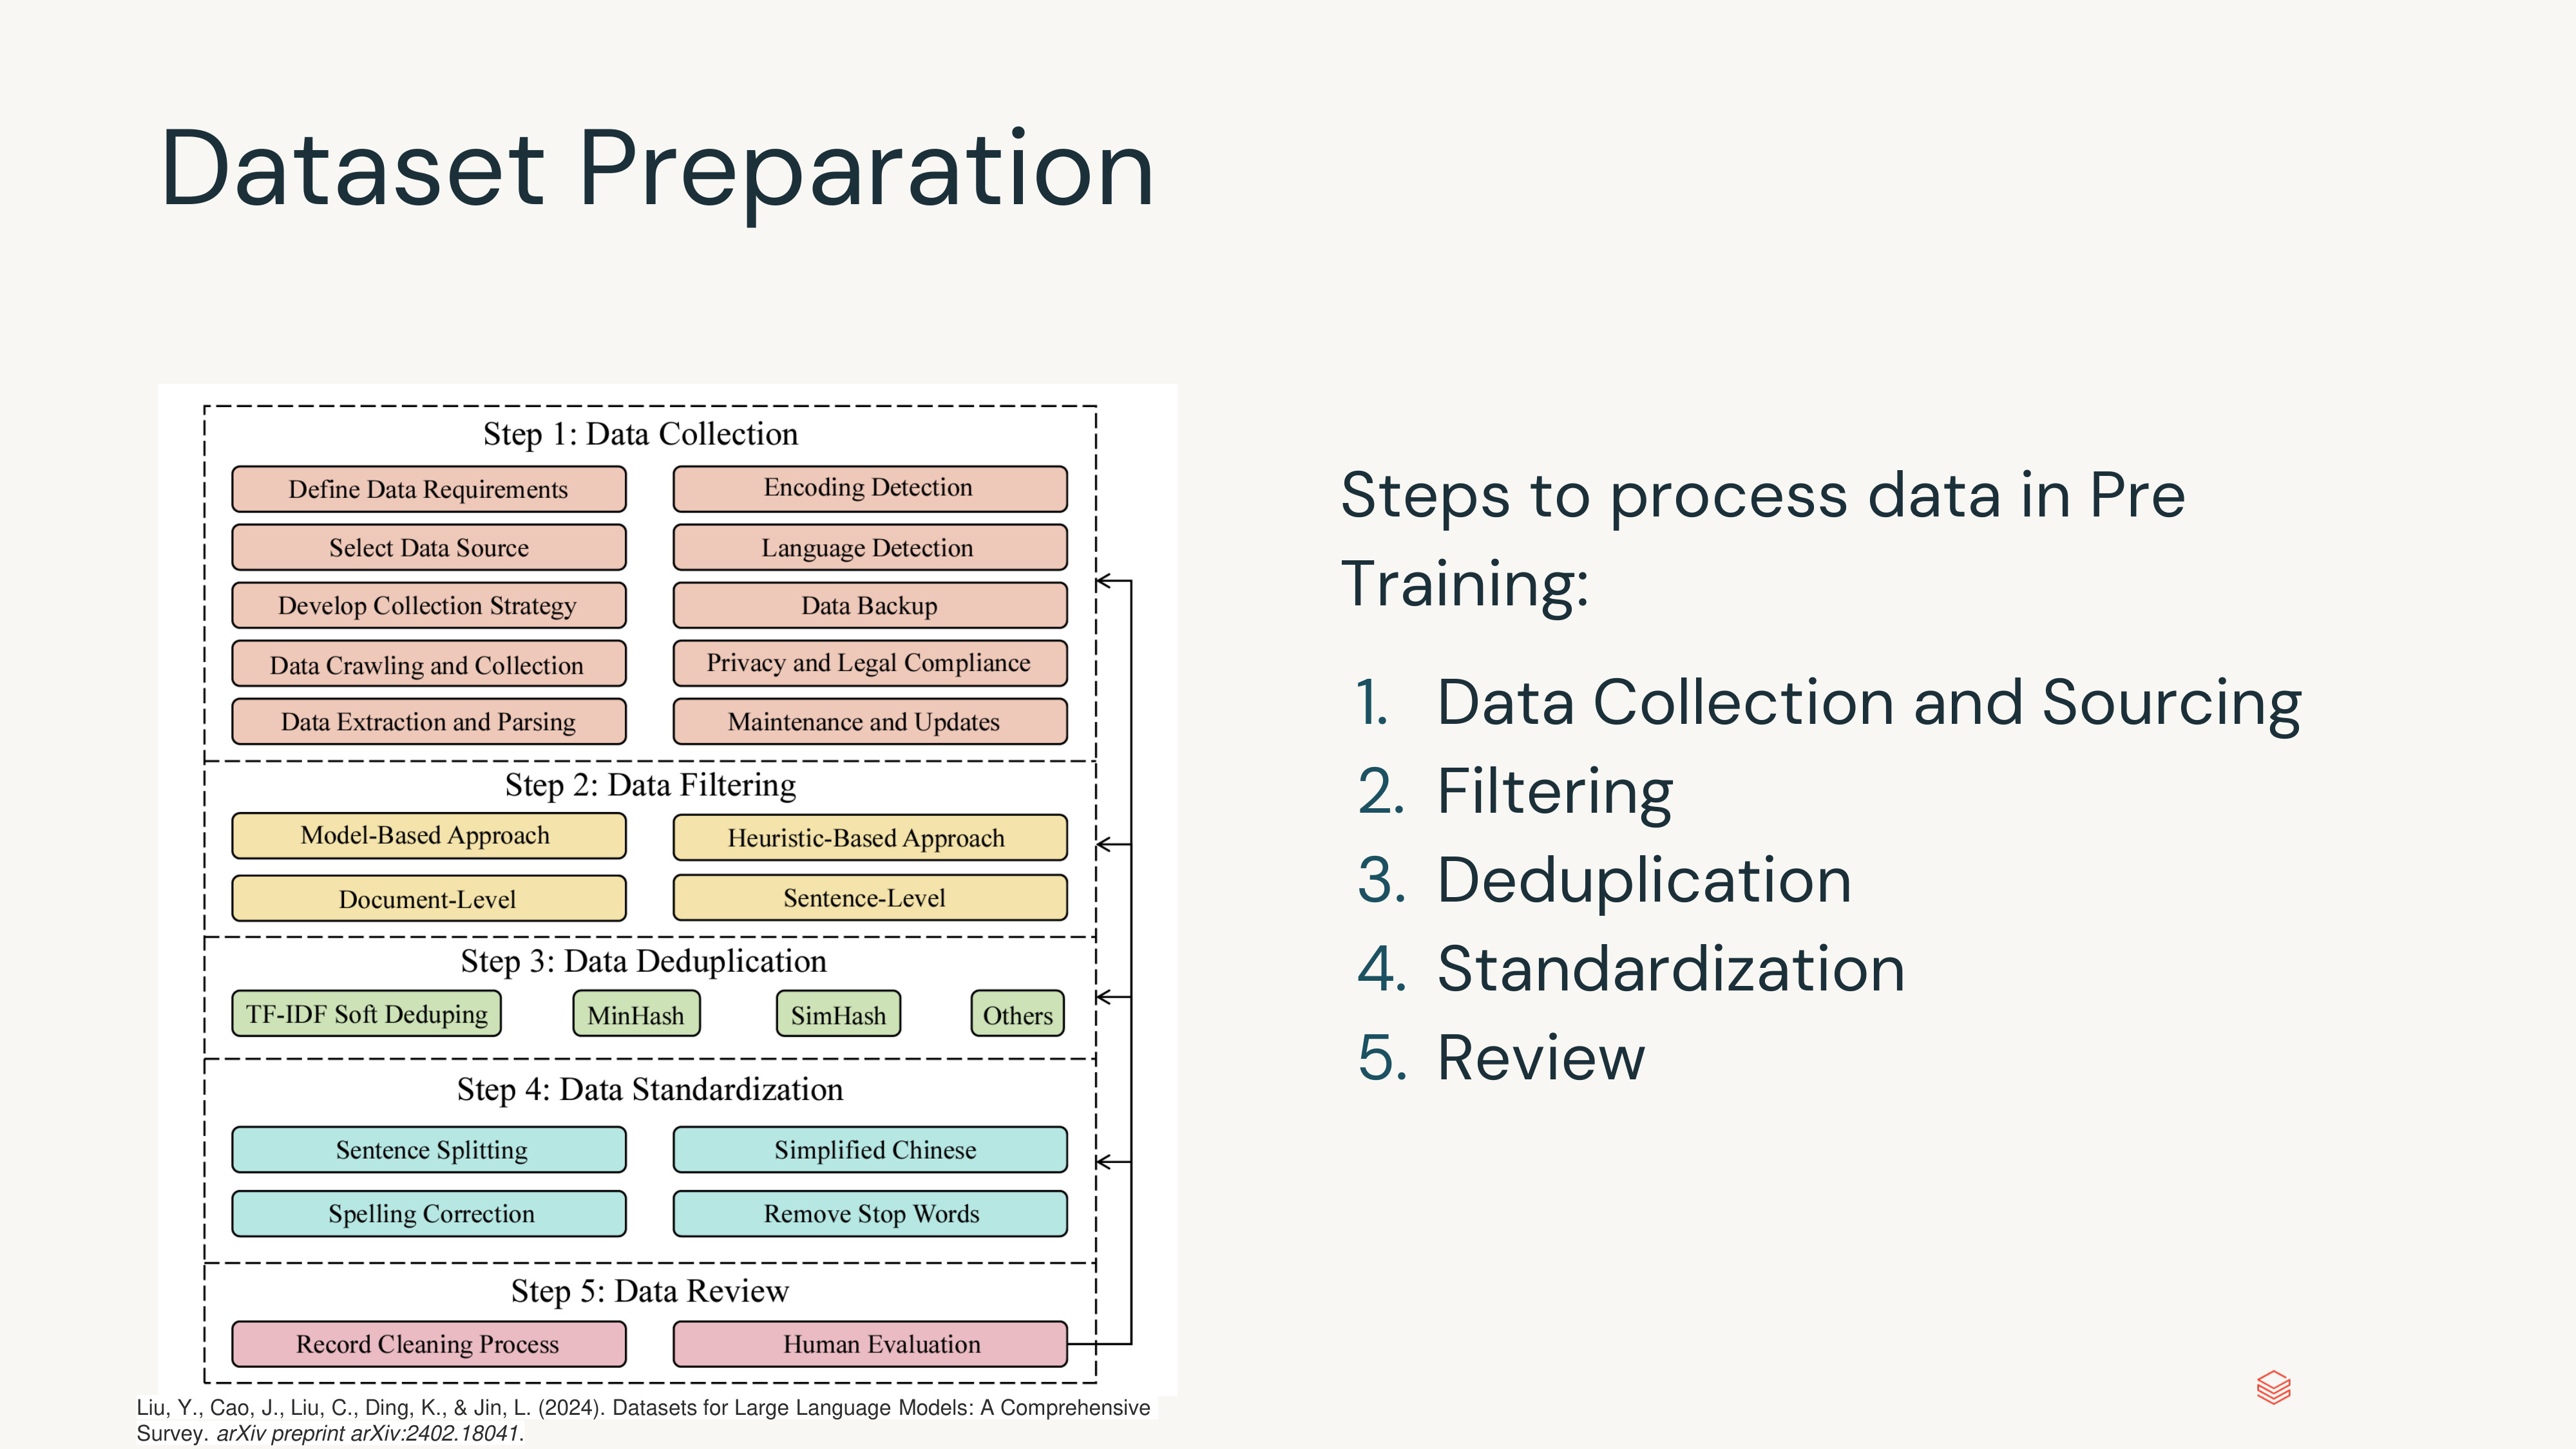 Dataset Preparation
Step 1: Data Collection
Define Data Requirements
Encoding Detection
Select Data Source
Language Detection
Develop Collection Strategy
Data Backup
Data Crawling and Collection
Privacy and Legal Compliance
Data Extraction and Parsing
Maintenance and Updates
Step 2: Data Filtering
Model-Based Approach
Heuristic-Based Approach
Document-Level
Sentence-Level
Step 3: Data Deduplication
TF-IDF Soft Deduping
MinHash
SimHash
Others
Step 4: Data Standardization
Sentence Splitting
Simplified Chinese
Spelling Correction
Remove Stop Words
Step 5: Data Review
Record Cleaning Process
Human Evaluation
Liu, Y., Cao, J., Liu, C., Ding, K., & Jin, L. (2024). Datasets for Large Language Models: A Comprehensive
Survey. arXiv preprint arXiv:2402.18041.
Steps to process data in Pre
Training:
1. Data Collection and Sourcing
2. Filtering
3. Deduplication
4. Standardization
5. Review